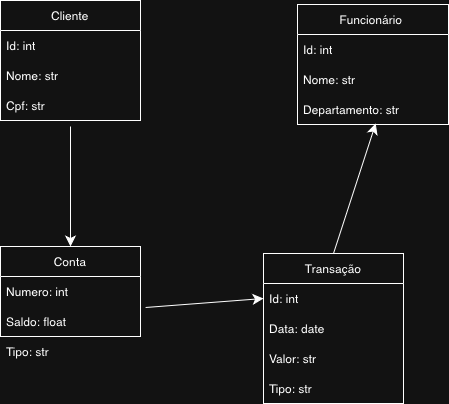 Cliente
Id: int
Nome: str
Cpf: str
Funcionário
Id: int
Nome: str
Departamento: str
Conta
Numero: int
Saldo: float
Tipo: str
Transação
Id: int
Data: date
Valor: str
Tipo: str